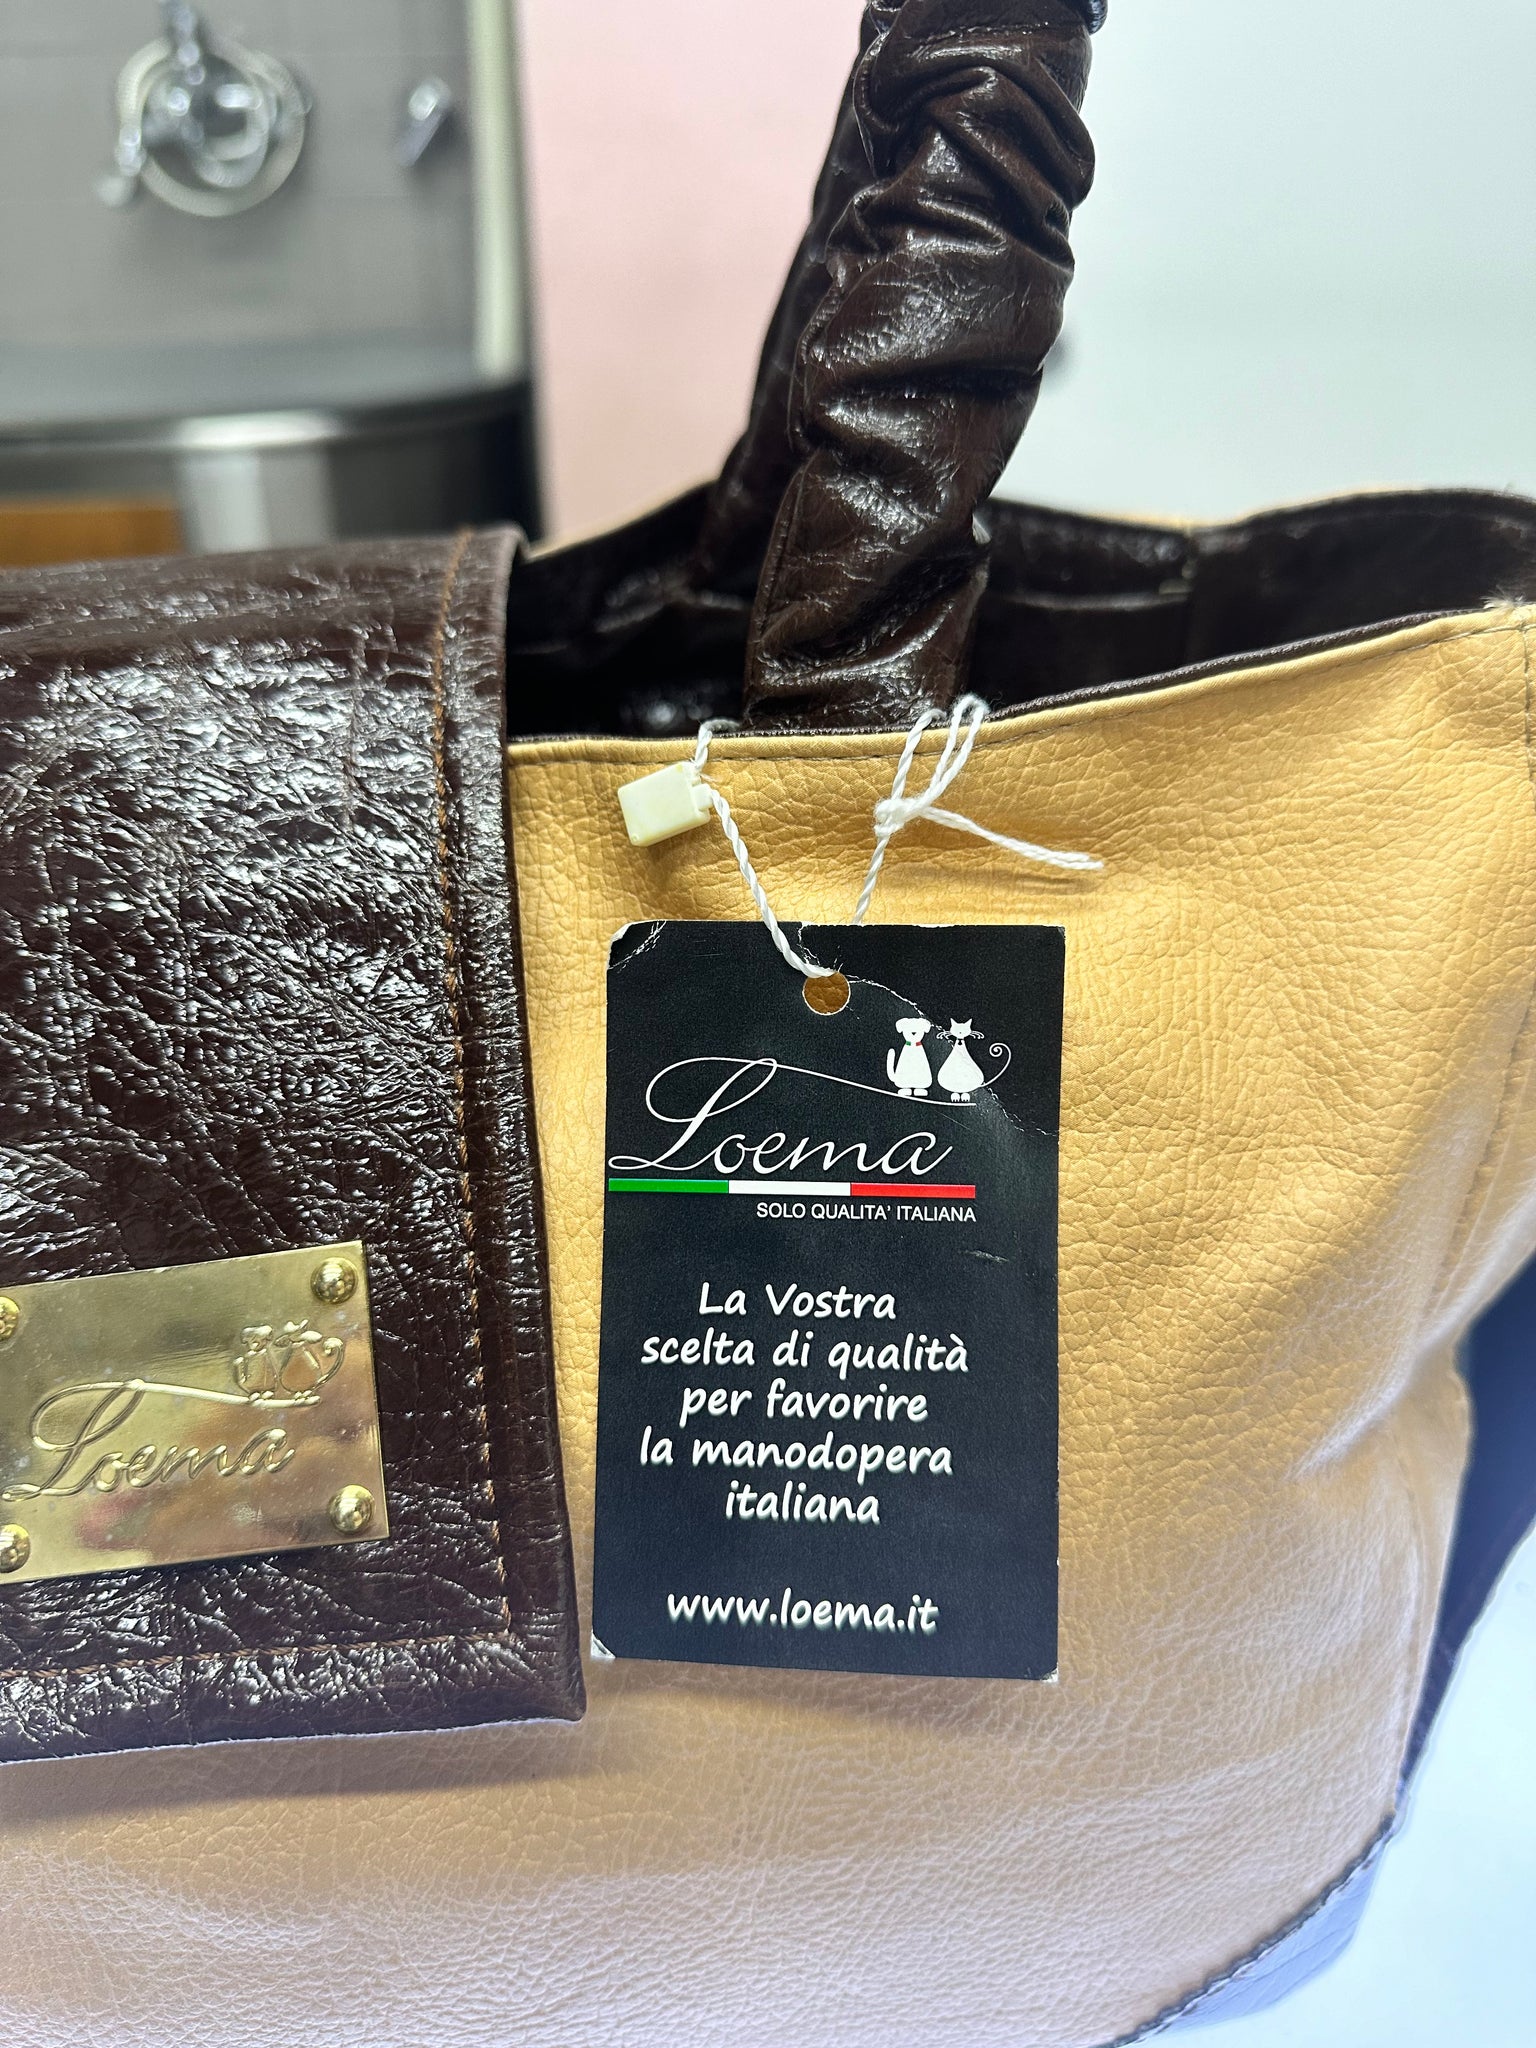 Loema
SOLO QUALITA' ITALIANA
La Vostra
scelta di qualità
per favorire
la manodopera
italiana
www.loema.it
Loema